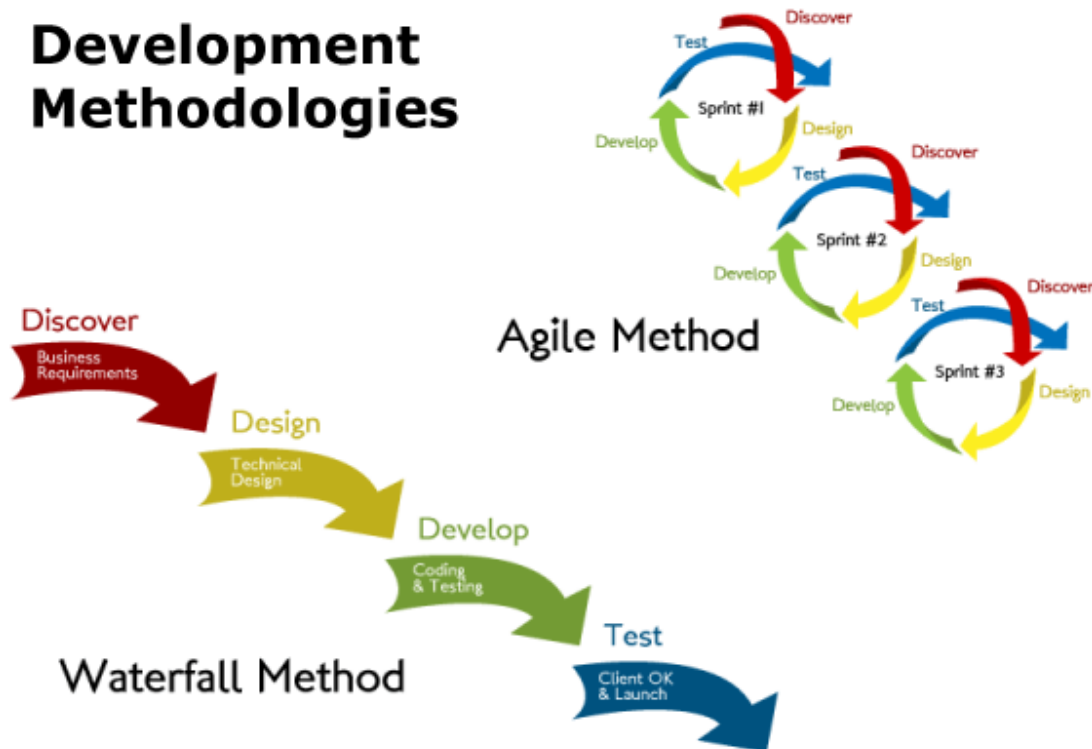 Development
Methodologies
Discover
Test
Sprint #1
Design
Develop
Discover
Test
Sprint #2
Design
Develop
Discover
Test
Sprint #3
Design
Develop
Agile Method
Discover
Business
Requirements
Design
Technical
Design
Develop
Coding
& Testing
Test
Client OK
& Launch
Waterfall Method